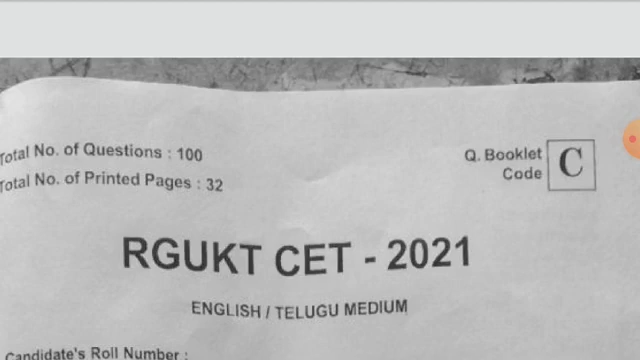 Total No. of Questions : 100
Total No. of Printed Pages : 32
Q. Booklet
Code
C
RGUKT CET - 2021
ENGLISH / TELUGU MEDIUM
Candidate's Roll Number :